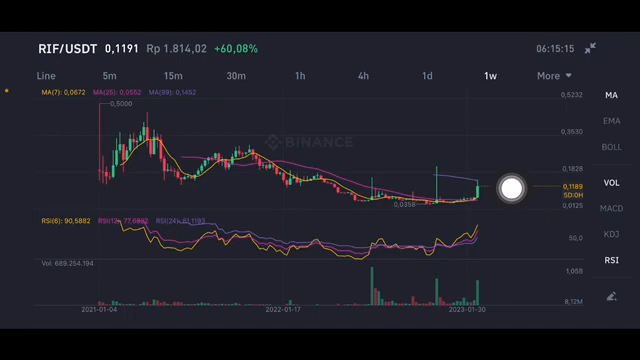 RIF/USDT 0,1191 Rp 1.814,02 +60,08% 06:15:15
Line 5m 15m 30m 1h 4h 1d 1w More
MA(7): 0,0672 MA(25): 0,0552 MA(99): 0,1452
0,5232
MA
0,5000
EMA
0,3530
BINANCE
BOLL
0,1828
VOL
0,1189
5D:0H
0,0358
0,0125
MACD
RSI(6): 90,5882 RSI(12): 77,6882 RSI(24): 61,1193
KDJ
50,0
RSI
Vol: 689.254.194
1,05B
8,12M
2021-01-04 2022-01-17 2023-01-30